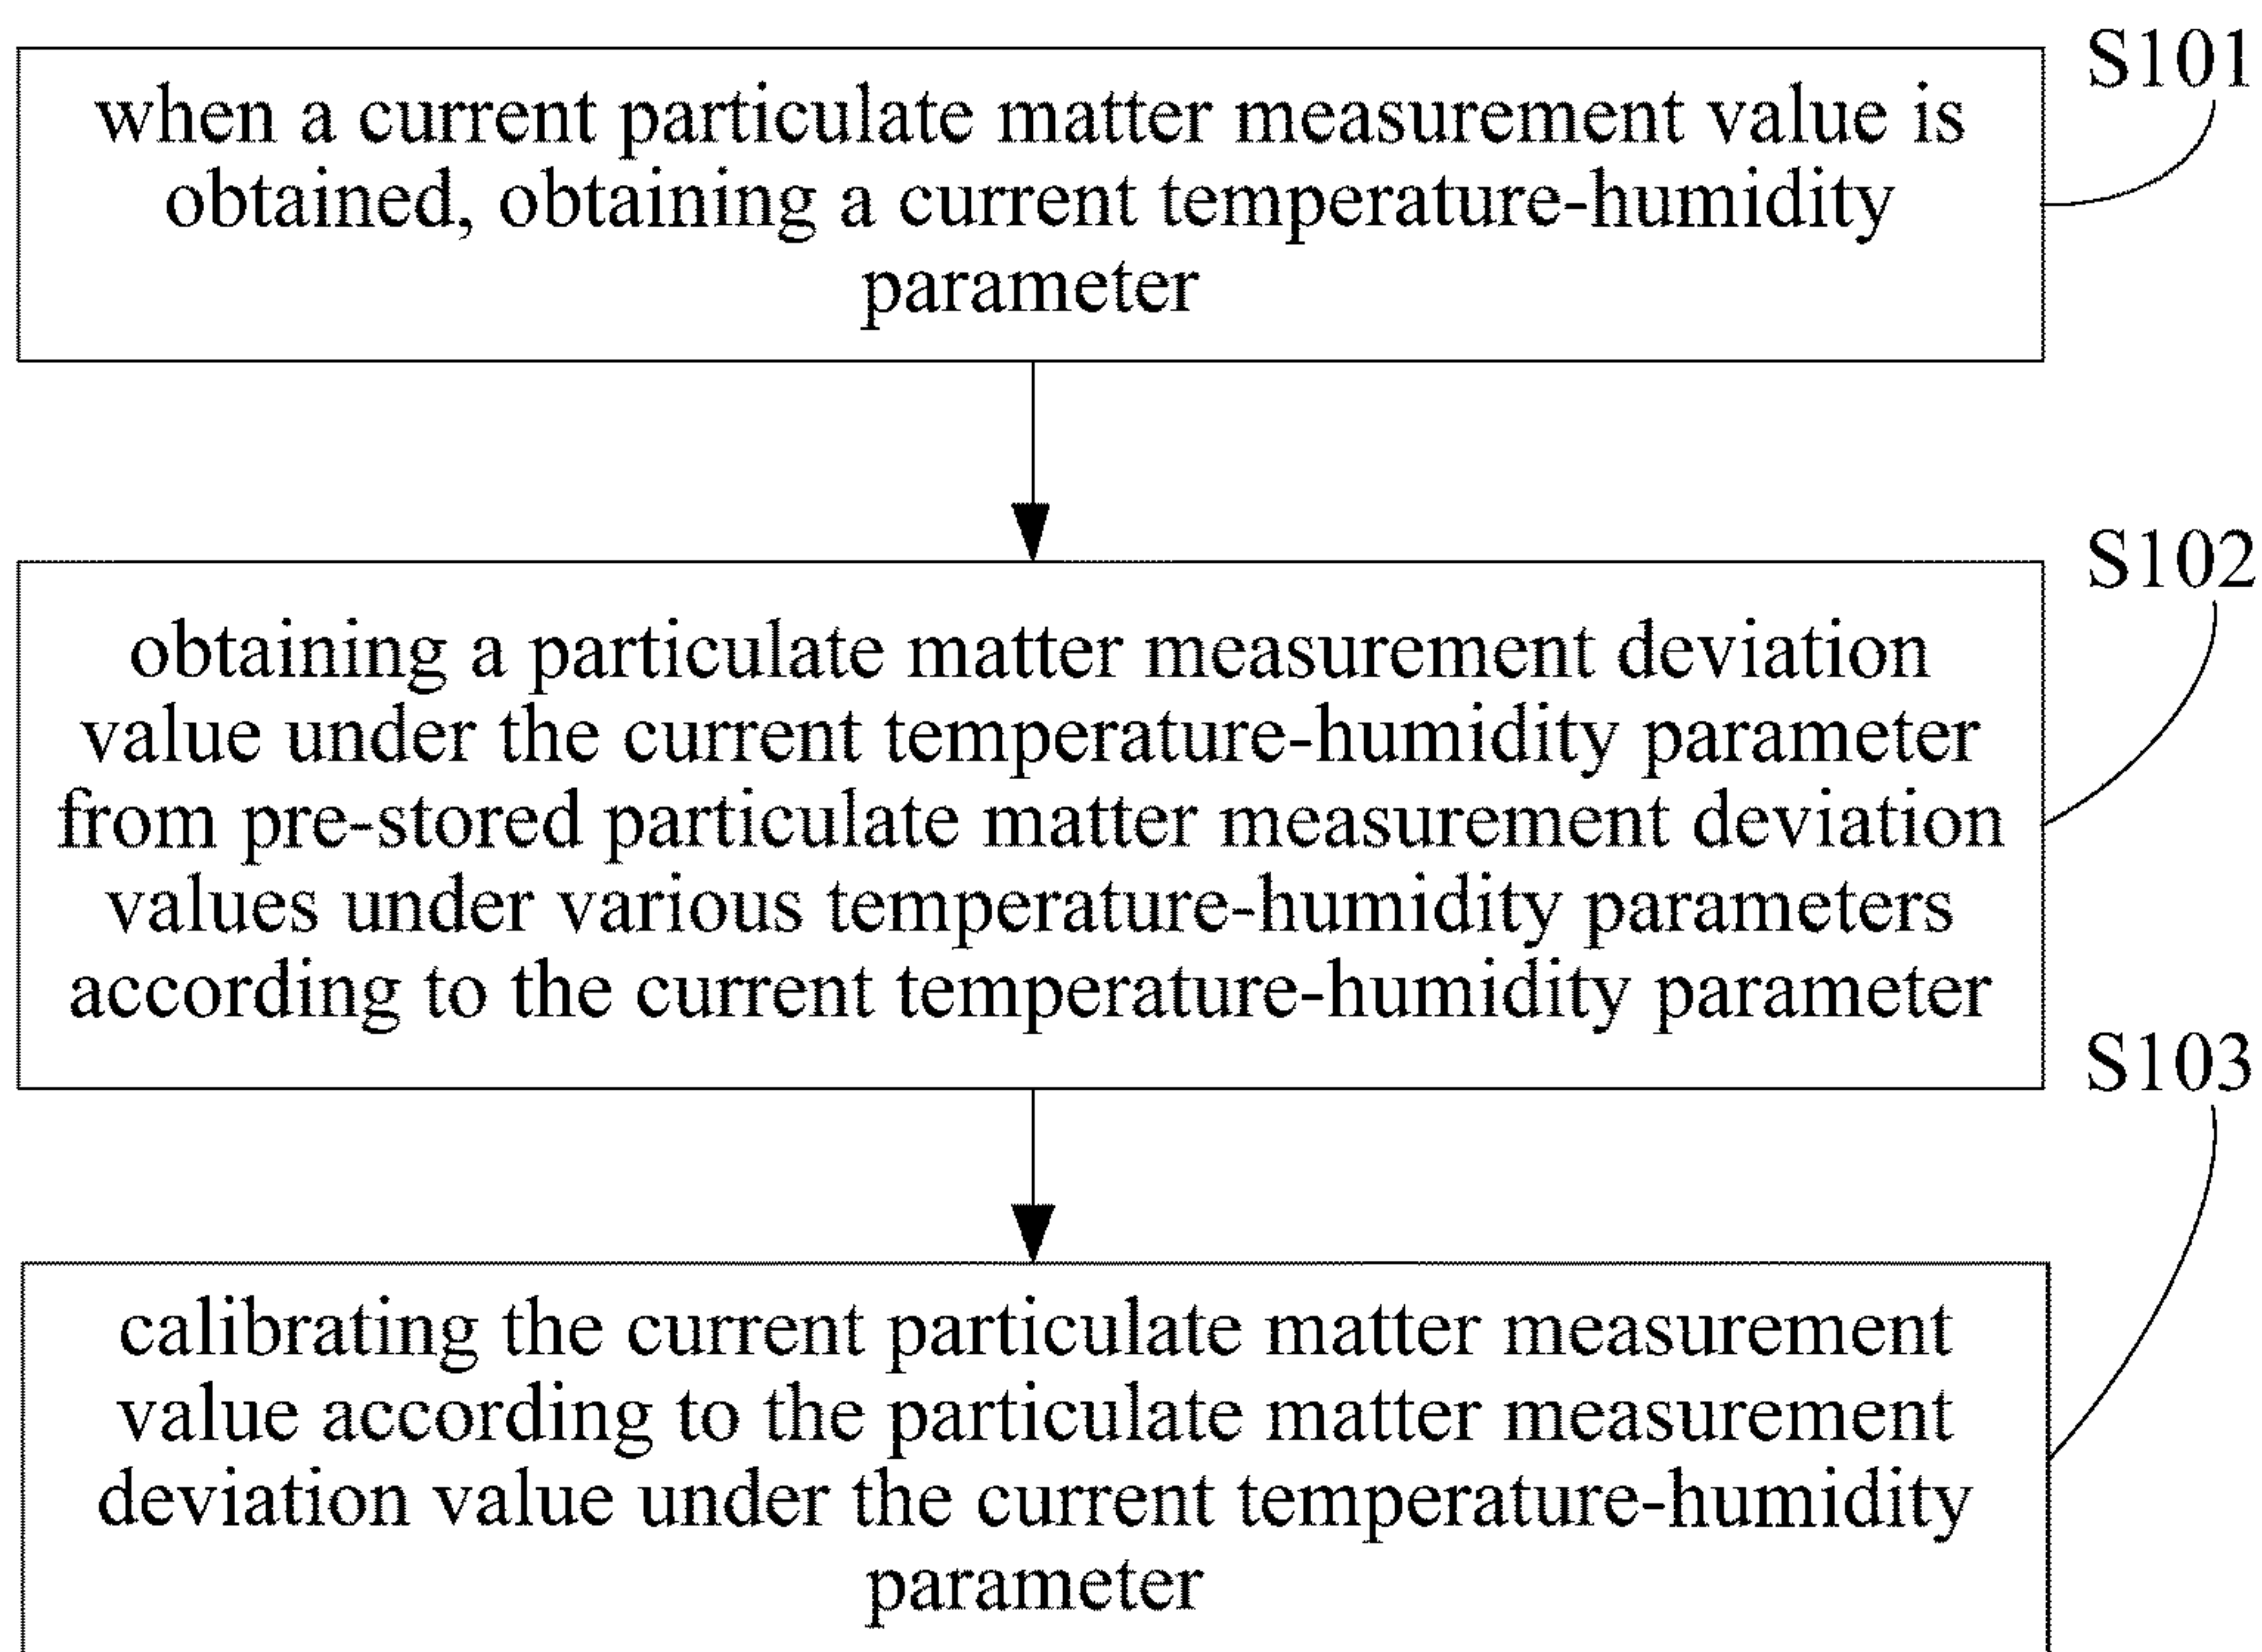 S101
when a current particulate matter measurement value is
obtained, obtaining a current temperature-humidity
parameter
S102
obtaining a particulate matter measurement deviation
value under the current temperature-humidity parameter
from pre-stored particulate matter measurement deviation
values under various temperature-humidity parameters
according to the current temperature-humidity parameter
S103
calibrating the current particulate matter measurement
value according to the particulate matter measurement
deviation value under the current temperature-humidity
parameter